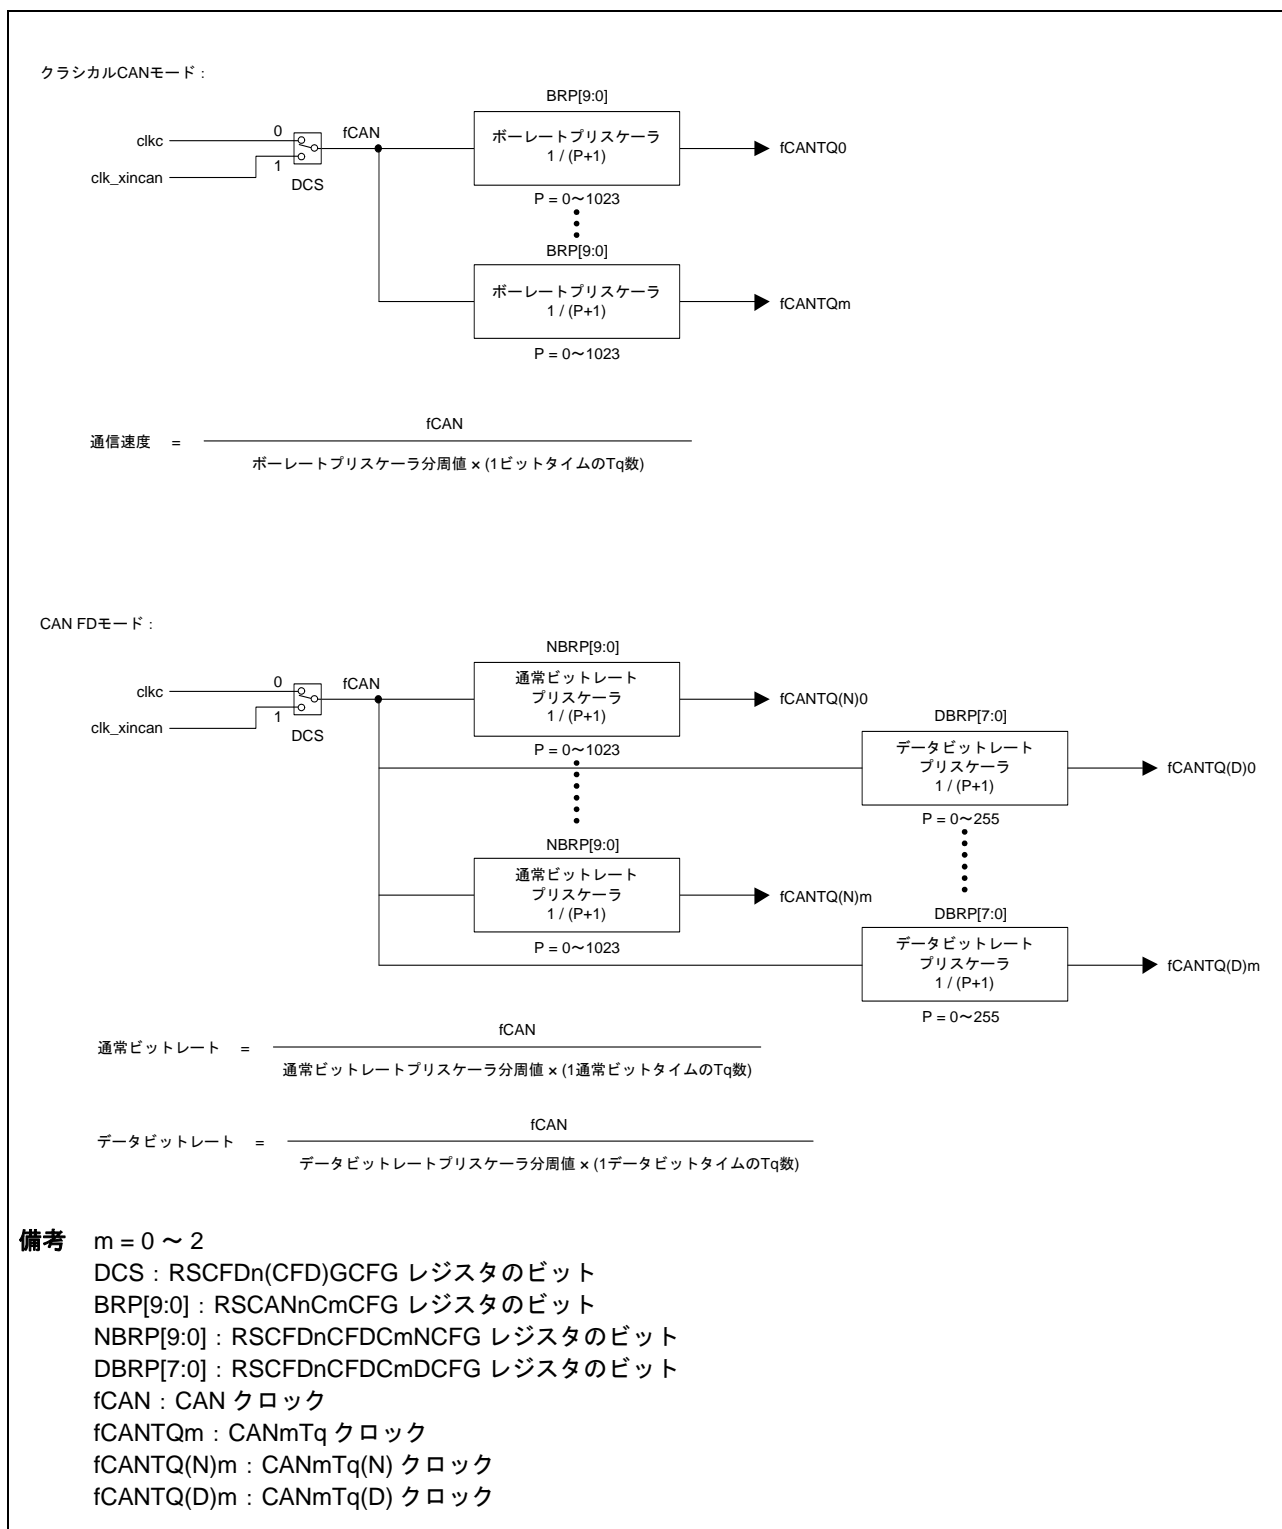 クラシカルCANモード：
BRP[9:0]
clkc
0
fCAN
ボーレートプリスケーラ
1 / (P+1)
fCANTQ0
clk_xincan
1
DCS
P = 0～1023
BRP[9:0]
ボーレートプリスケーラ
1 / (P+1)
fCANTQm
P = 0～1023
fCAN
通信速度 =
ボーレートプリスケーラ分周値 × (1ビットタイムのTq数)
CAN FDモード：
NBRP[9:0]
clkc
0
fCAN
通常ビットレート
プリスケーラ
1 / (P+1)
fCANTQ(N)0
clk_xincan
1
DCS
P = 0～1023
DBRP[7:0]
データビットレート
プリスケーラ
1 / (P+1)
fCANTQ(D)0
P = 0～255
NBRP[9:0]
通常ビットレート
プリスケーラ
1 / (P+1)
fCANTQ(N)m
P = 0～1023
DBRP[7:0]
データビットレート
プリスケーラ
1 / (P+1)
fCANTQ(D)m
P = 0～255
fCAN
通常ビットレート =
通常ビットレートプリスケーラ分周値 × (1通常ビットタイムのTq数)
fCAN
データビットレート =
データビットレートプリスケーラ分周値 × (1データビットタイムのTq数)
備考 m = 0 ～ 2
DCS：RSCFDn(CFD)GCFG レジスタのビット
BRP[9:0]：RSCANnCmCFG レジスタのビット
NBRP[9:0]：RSCFDnCFDCmNCFG レジスタのビット
DBRP[7:0]：RSCFDnCFDCmDCFG レジスタのビット
fCAN：CAN クロック
fCANTQm：CANmTq クロック
fCANTQ(N)m：CANmTq(N) クロック
fCANTQ(D)m：CANmTq(D) クロック